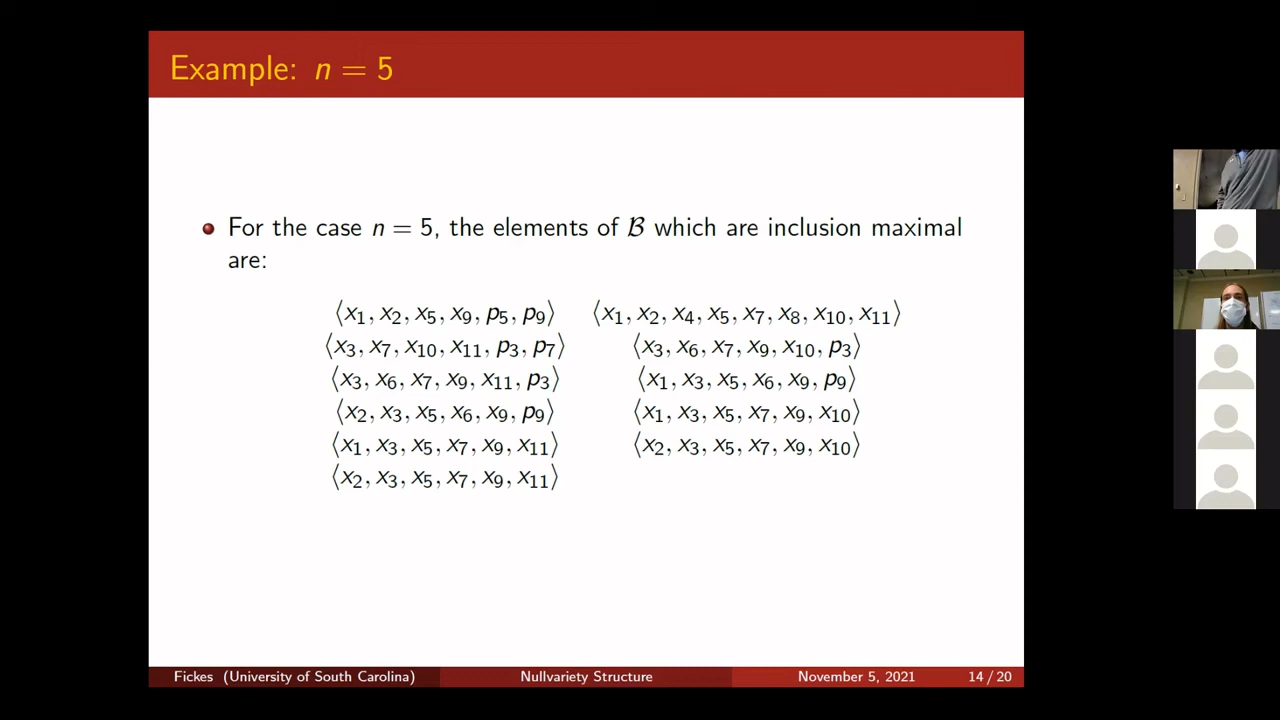 Example: n = 5
For the case n = 5, the elements of ℬ which are inclusion maximal
are:
⟨x₁, x₂, x₅, x₉, p₅, p₉⟩ ⟨x₁, x₂, x₄, x₅, x₇, x₈, x₁₀, x₁₁⟩
⟨x₃, x₇, x₁₀, x₁₁, p₃, p₇⟩ ⟨x₃, x₆, x₇, x₉, x₁₀, p₃⟩
⟨x₃, x₆, x₇, x₉, x₁₁, p₃⟩ ⟨x₁, x₃, x₅, x₆, x₉, p₉⟩
⟨x₂, x₃, x₅, x₆, x₉, p₉⟩ ⟨x₁, x₃, x₅, x₇, x₉, x₁₀⟩
⟨x₁, x₃, x₅, x₇, x₉, x₁₁⟩ ⟨x₂, x₃, x₅, x₇, x₉, x₁₀⟩
⟨x₂, x₃, x₅, x₇, x₉, x₁₁⟩
Fickes (University of South Carolina) Nullvariety Structure November 5, 2021 14 / 20